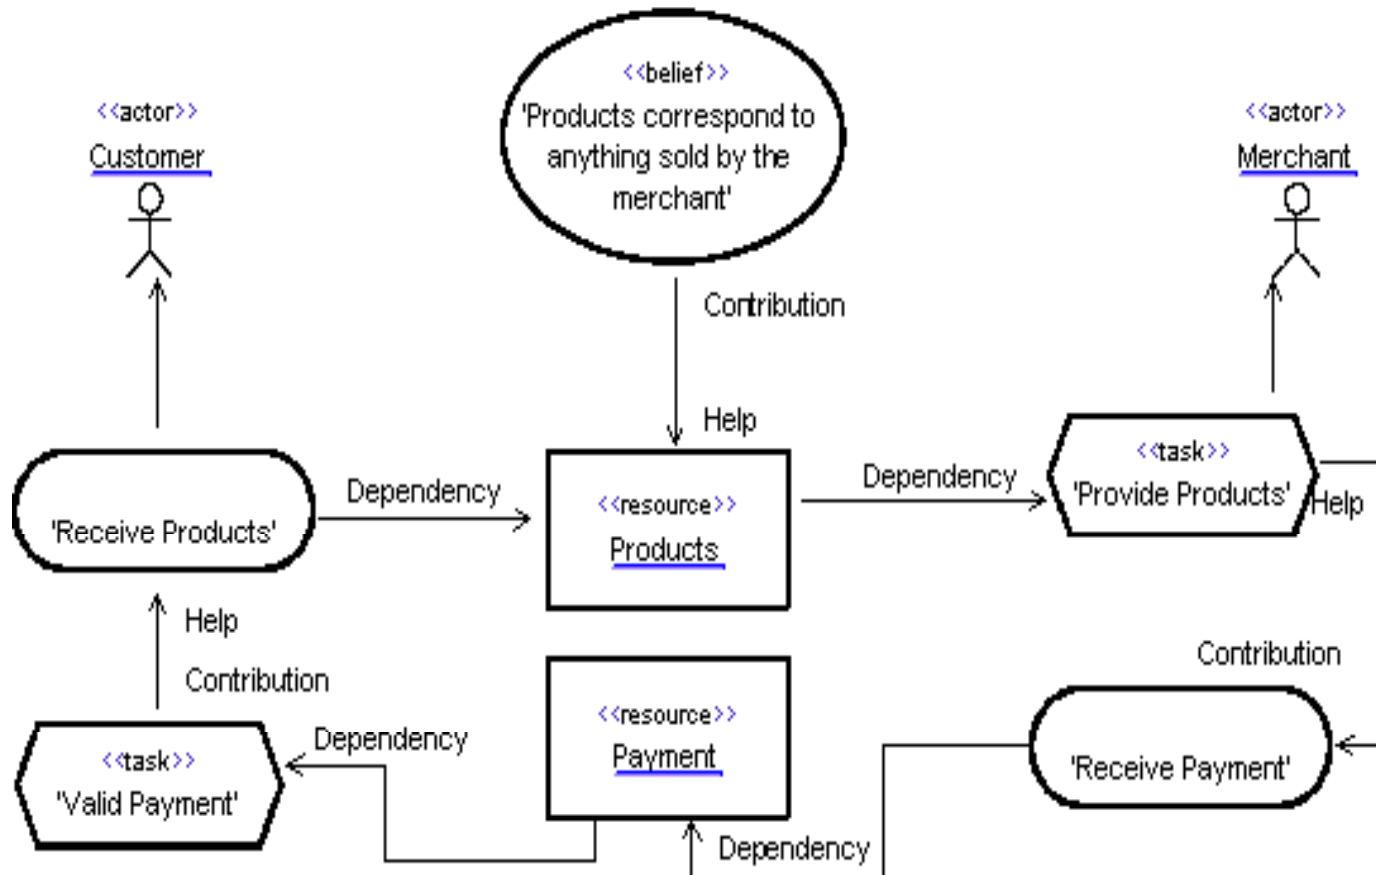 <<belief>>
'Products correspond to
anything sold by the
merchant'
<<actor>>
Customer
<<actor>>
Merchant
Contribution
Help
Dependency
Dependency
<<task>>
'Provide Products'
Help
'Receive Products'
<<resource>>
Products
Help
Contribution
Contribution
<<task>>
'Valid Payment'
Dependency
<<resource>>
Payment
'Receive Payment'
Dependency